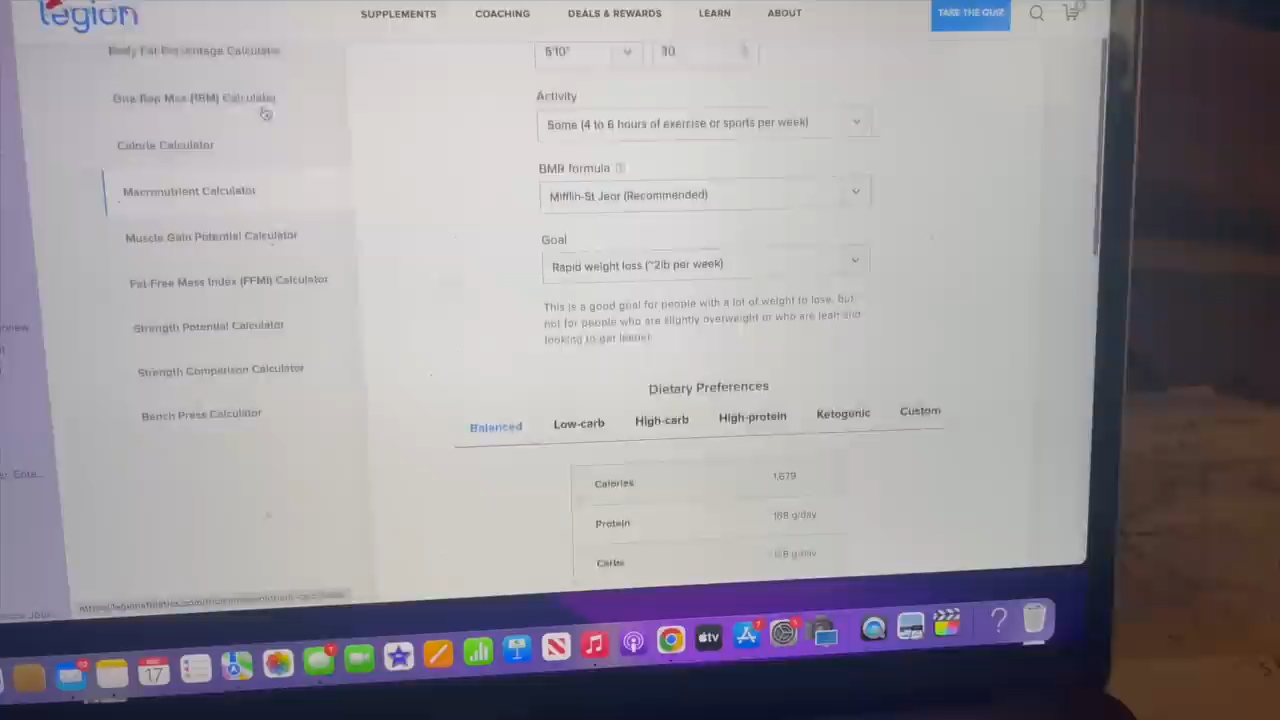 legion
SUPPLEMENTS COACHING DEALS & REWARDS LEARN ABOUT
TAKE THE QUIZ
Body Fat Percentage Calculator
One Rep Max (1RM) Calculator
Calorie Calculator
Macronutrient Calculator
Muscle Gain Potential Calculator
Fat-Free Mass Index (FFMI) Calculator
Strength Potential Calculator
Strength Comparison Calculator
Bench Press Calculator
5'10" 30
Activity
Some (4 to 6 hours of exercise or sports per week)
BMR formula
Mifflin-St Jeor (Recommended)
Goal
Rapid weight loss (~2lb per week)
This is a good goal for people with a lot of weight to lose, but
not for people who are slightly overweight or who are lean and
looking to get leaner.
Dietary Preferences
Balanced Low-carb High-carb High-protein Ketogenic Custom
Calories 1,679
Protein 168 g/day
Carbs 168 g/day
17
tv